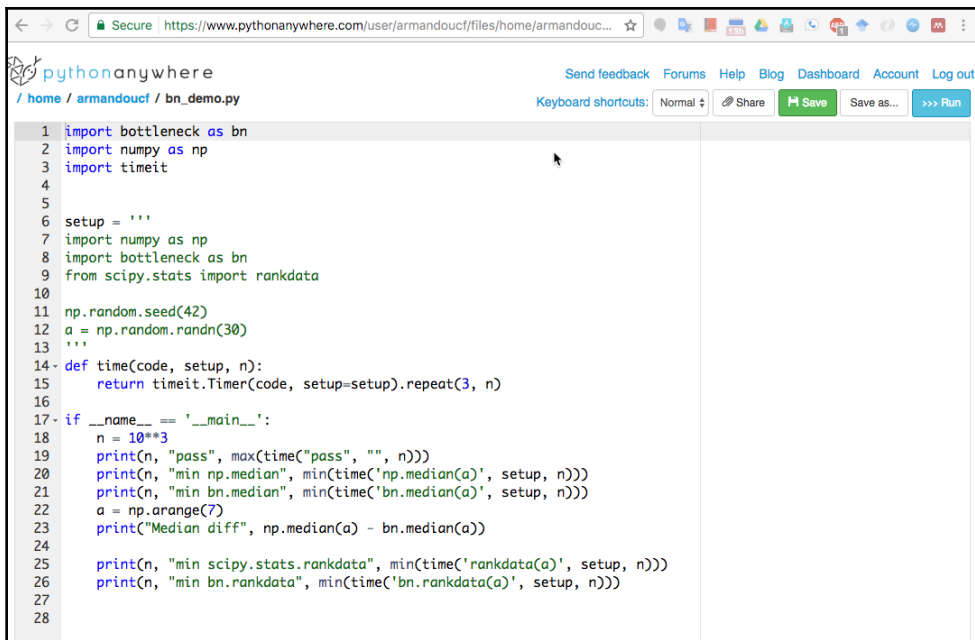 Secure https://www.pythonanywhere.com/user/armandoucf/files/home/armandouc...
13h
1
pythonanywhere
Send feedback Forums Help Blog Dashboard Account Log out
/ home / armandoucf / bn_demo.py
Keyboard shortcuts: Normal Share Save Save as... >>> Run
1 import bottleneck as bn
2 import numpy as np
3 import timeit
4
5
6 setup = '''
7 import numpy as np
8 import bottleneck as bn
9 from scipy.stats import rankdata
10
11 np.random.seed(42)
12 a = np.random.randn(30)
13 '''
14 def time(code, setup, n):
15     return timeit.Timer(code, setup=setup).repeat(3, n)
16
17 if __name__ == '__main__':
18     n = 10**3
19     print(n, "pass", max(time("pass", "", n)))
20     print(n, "min np.median", min(time('np.median(a)', setup, n)))
21     print(n, "min bn.median", min(time('bn.median(a)', setup, n)))
22     a = np.arange(7)
23     print("Median diff", np.median(a) - bn.median(a))
24
25     print(n, "min scipy.stats.rankdata", min(time('rankdata(a)', setup, n)))
26     print(n, "min bn.rankdata", min(time('bn.rankdata(a)', setup, n)))
27
28